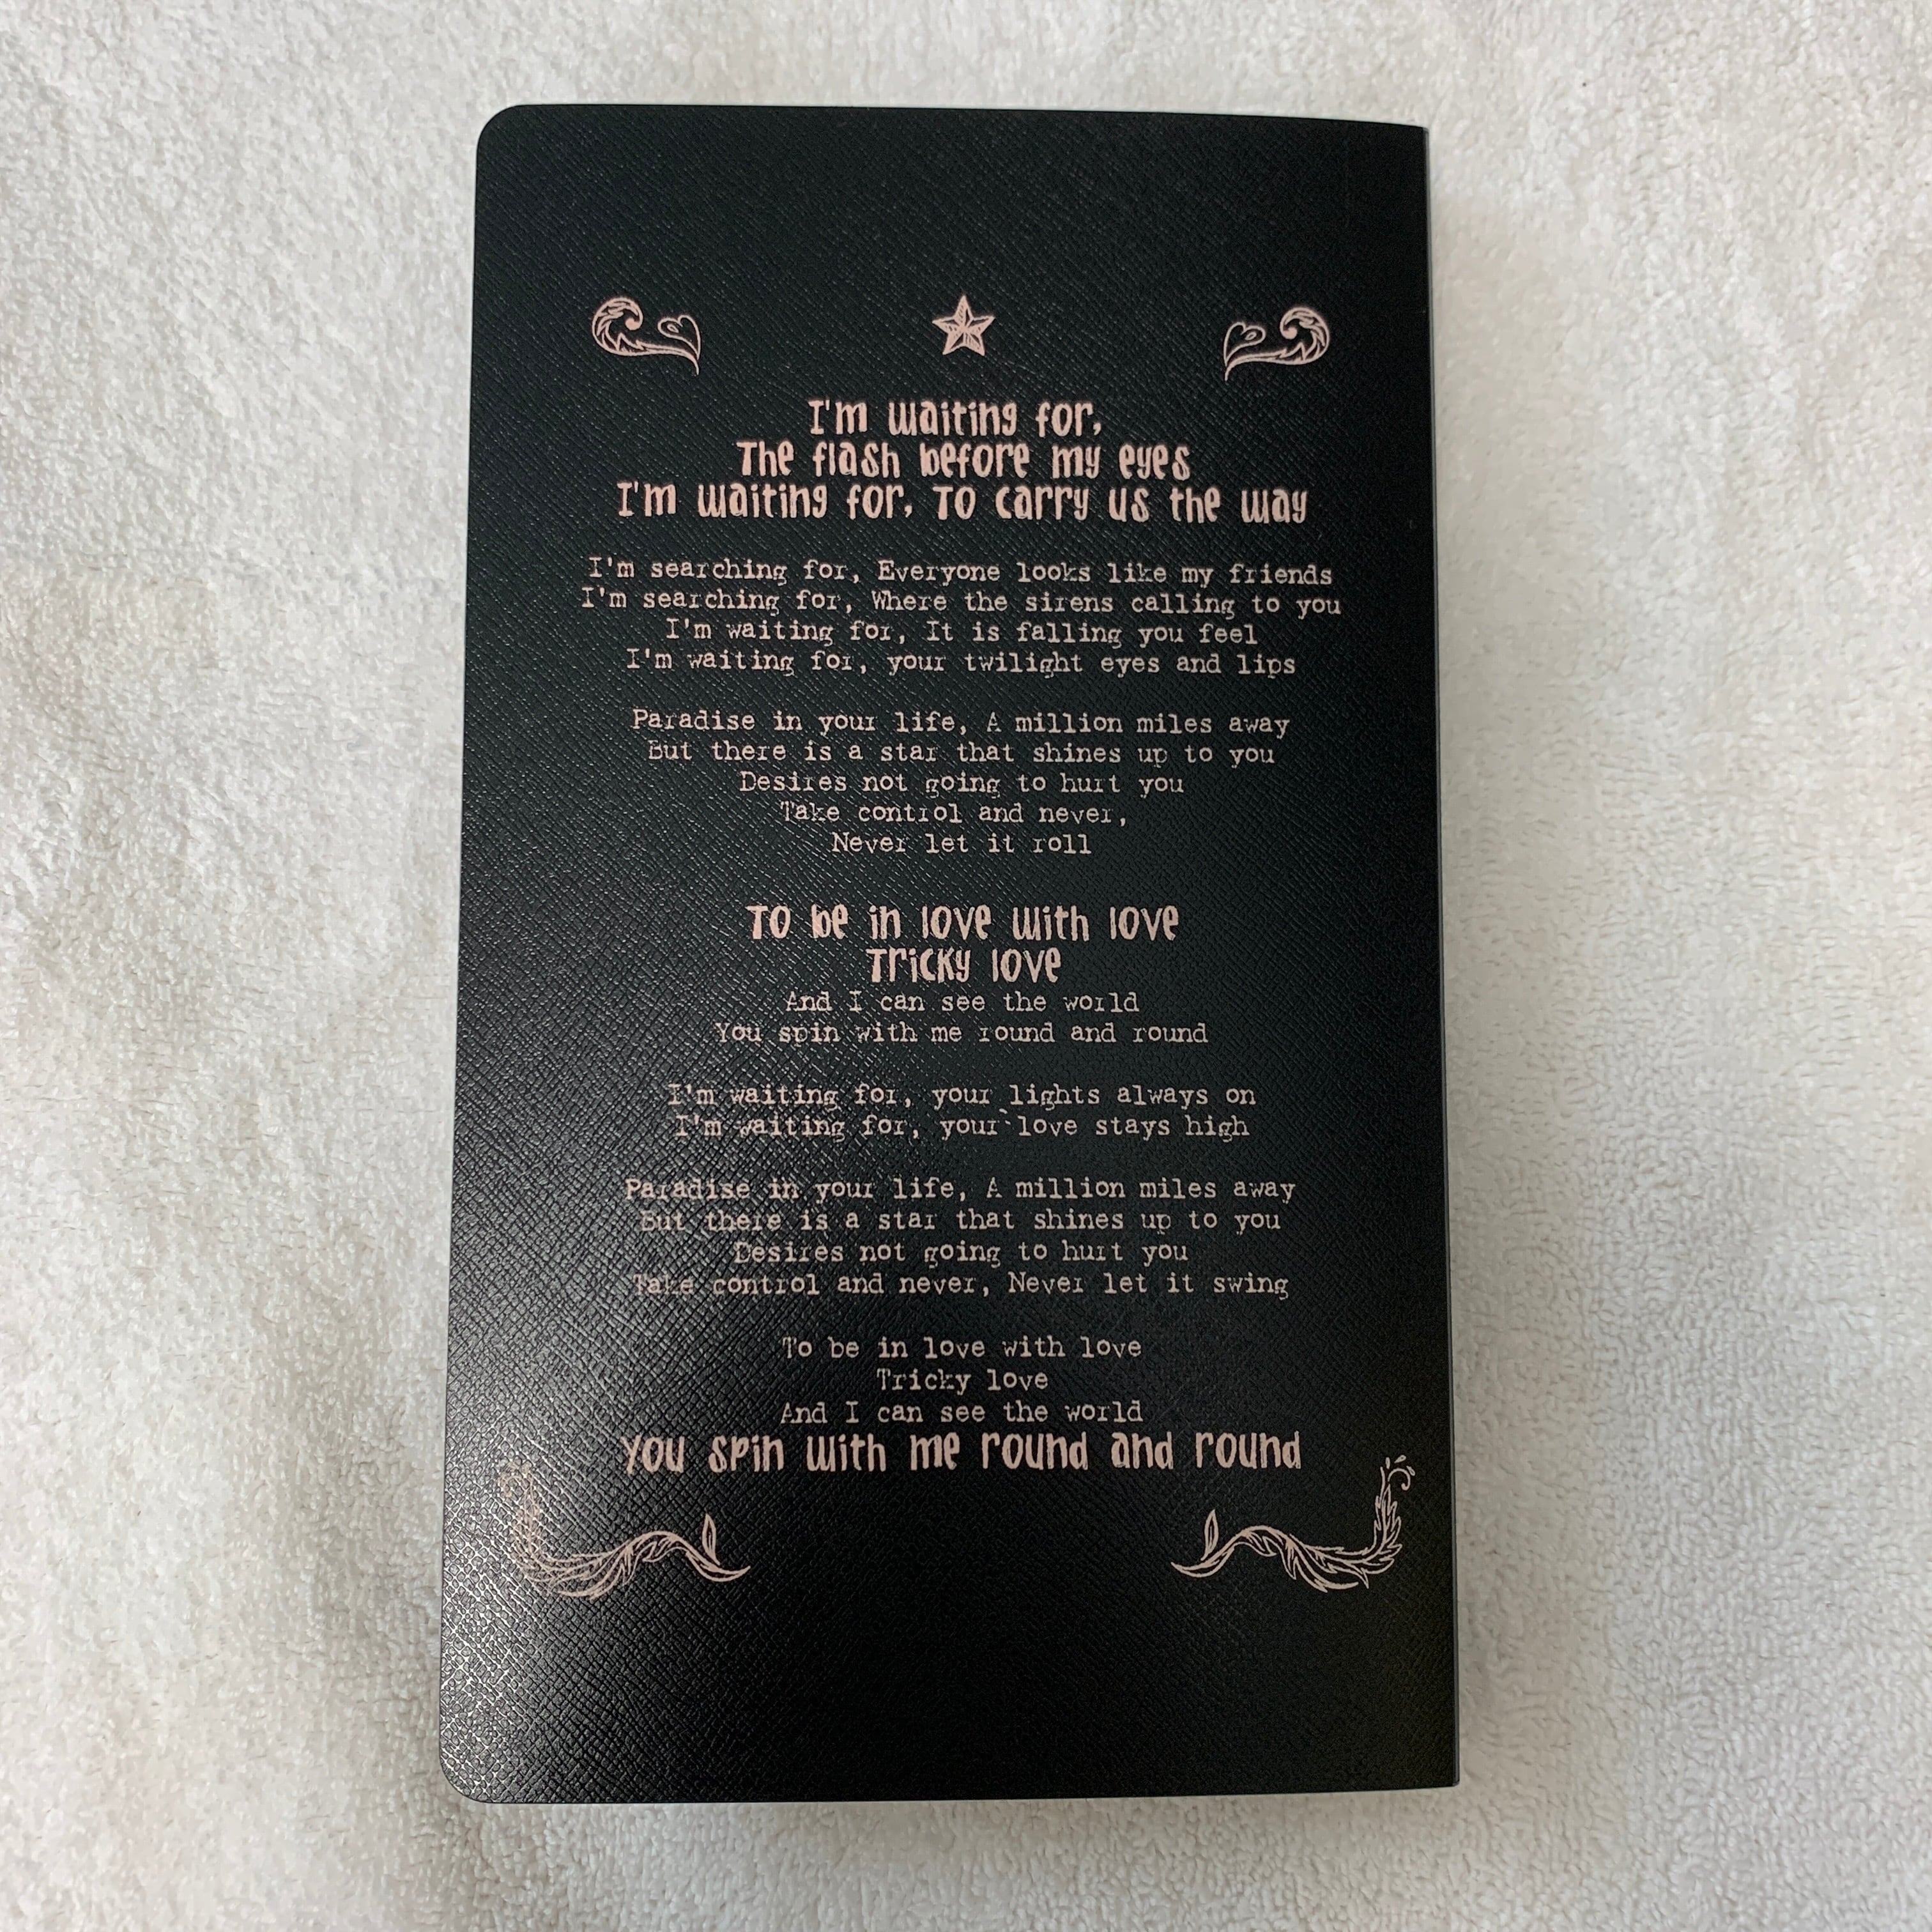 I'm waiting for,
The flash before my eyes
I'm waiting for, To carry us the way
I'm searching for, Everyone looks like my friends
I'm searching for, Where the sirens calling to you
I'm waiting for, It is falling you feel
I'm waiting for, your twilight eyes and lips
Paradise in your life, A million miles away
But there is a star that shines up to you
Desires not going to hurt you
Take control and never,
Never let it roll
To be in love with love
Tricky love
And I can see the world
You spin with me round and round
I'm waiting for, your lights always on
I'm waiting for, your love stays high
Paradise in your life, A million miles away
But there is a star that shines up to you
Desires not going to hurt you
Take control and never, Never let it swing
To be in love with love
Tricky love
And I can see the world
You spin with me round and round